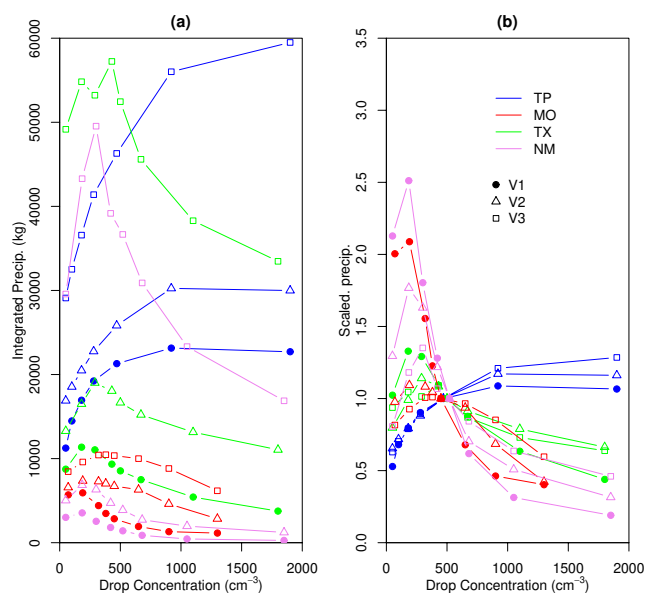 (a)
(b)
Integrated Precip. (kg)
0
10000
20000
30000
40000
50000
60000
0
500
1000
1500
2000
Drop Concentration (cm⁻³)
Scaled. precip.
0.0
0.5
1.0
1.5
2.0
2.5
3.0
3.5
TP
MO
TX
NM
V1
V2
V3
0
500
1000
1500
2000
Drop Concentration (cm⁻³)